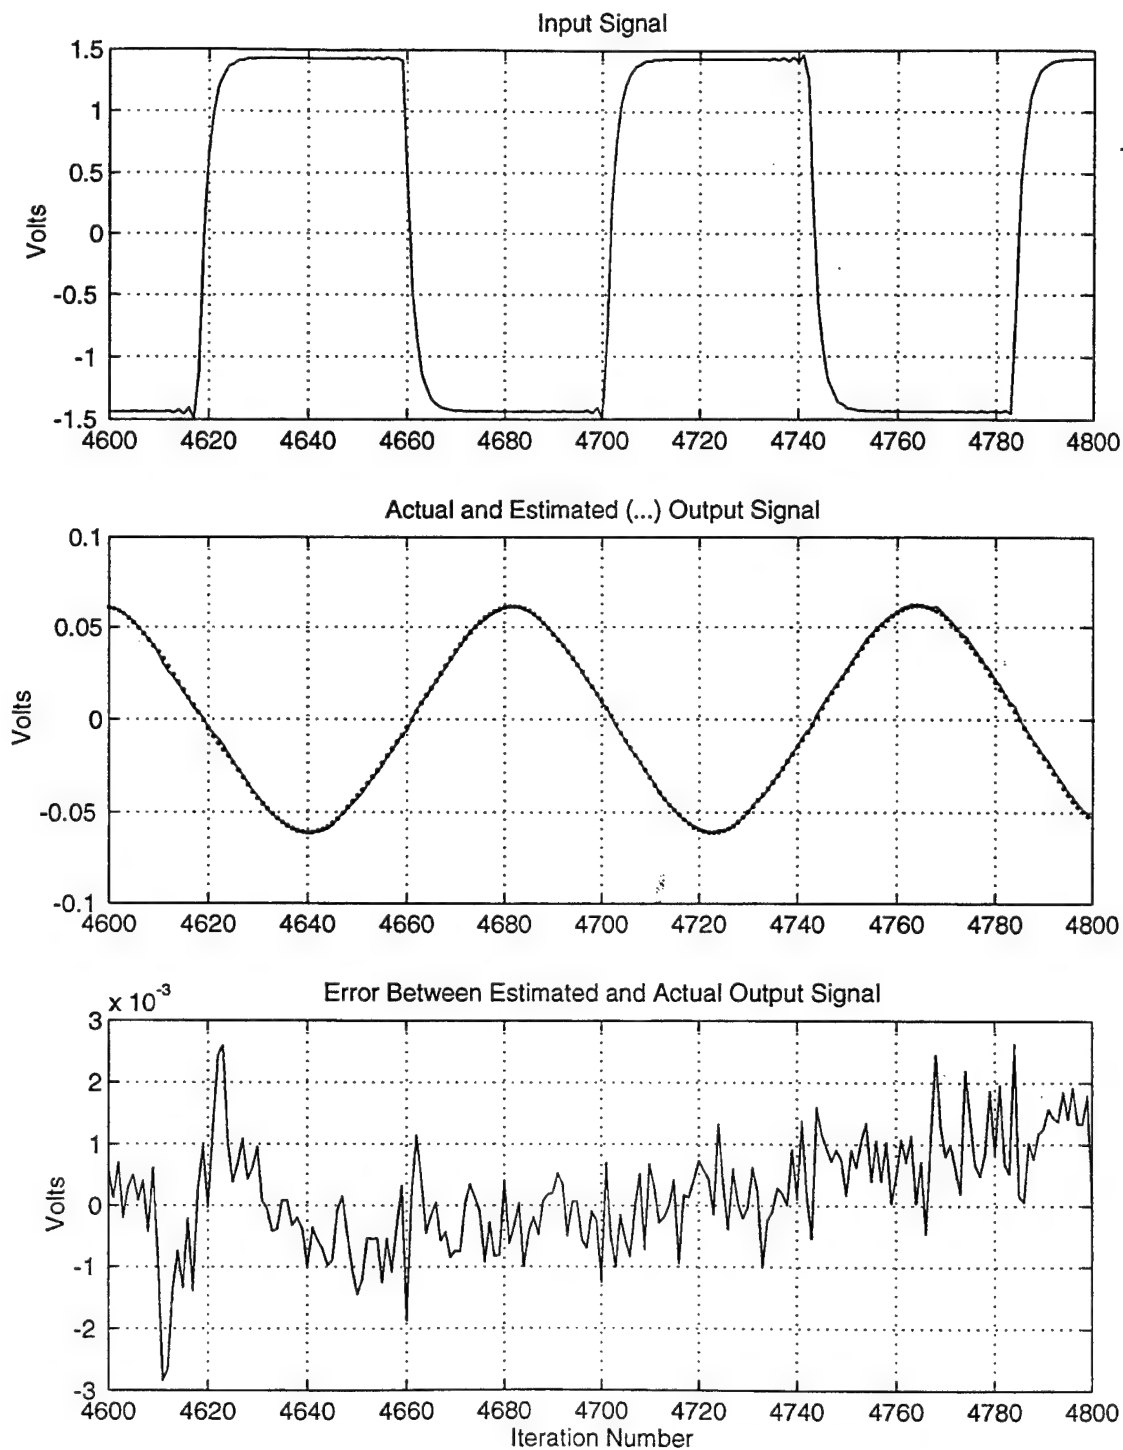 Input Signal
1.5
1
0.5
0
-0.5
-1
-1.5
Volts
4600 4620 4640 4660 4680 4700 4720 4740 4760 4780 4800
Actual and Estimated (...) Output Signal
0.1
0.05
0
-0.05
-0.1
Volts
4600 4620 4640 4660 4680 4700 4720 4740 4760 4780 4800
x 10-3
Error Between Estimated and Actual Output Signal
3
2
1
0
-1
-2
-3
Volts
4600 4620 4640 4660 4680 4700 4720 4740 4760 4780 4800
Iteration Number